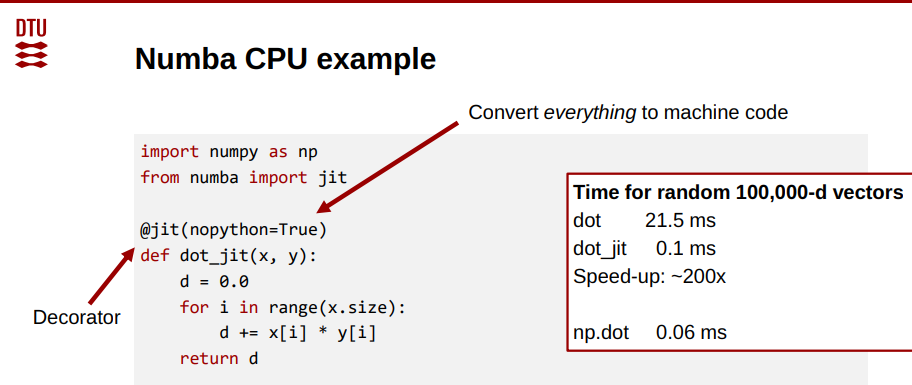 DTU
Numba CPU example
Convert everything to machine code
import numpy as np
from numba import jit
@jit(nopython=True)
def dot_jit(x, y):
    d = 0.0
    for i in range(x.size):
        d += x[i] * y[i]
    return d
Decorator
Time for random 100,000-d vectors
dot 21.5 ms
dot_jit 0.1 ms
Speed-up: ~200x
np.dot 0.06 ms